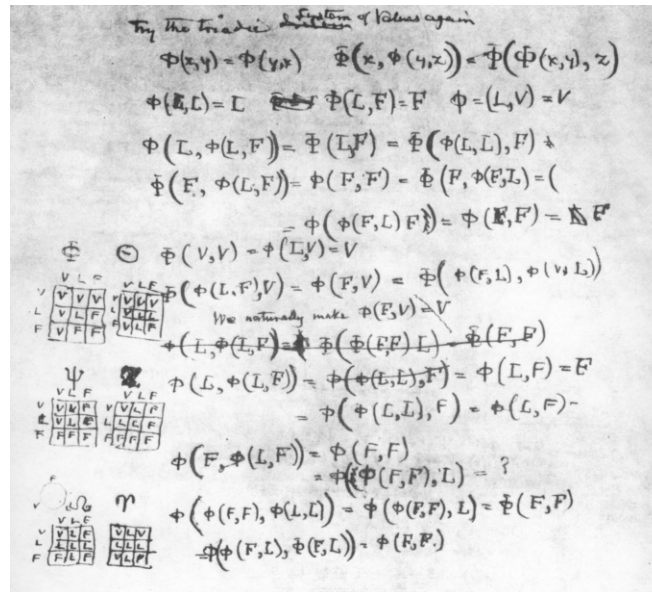 Try the triadic System of Values again
Φ(x,y) = Φ(y,x) Φ(x, Φ(y,z)) = Φ(Φ(x,y), z)
Φ(L,L) = L Φ(L,F) = F Φ=(L,V) = V
Φ(L, Φ(L,F)) = Φ(L,F) = Φ(Φ(L,L), F)
Φ(F, Φ(L,F)) = Φ(F,F) = Φ(F, Φ(F,L) = (
= Φ(Φ(F,L) F)) = Φ(F,F) = F
Φ Θ Φ(V,V) = Φ(L,V) = V
V L F V L F Φ(Φ(L,F),V) = Φ(F,V) = Φ(Φ(F,L), Φ(V,L))
V V V V V V L V
L V L F L L L L
F V F F F V L F
We naturally make Φ(F,V) = V
Φ(L, Φ(L,F) = Φ(Φ(F,F) L) = Φ(F,F)
Ψ
V L F V L F Φ(L, Φ(L,F)) = Φ(Φ(L,L),F) = Φ(L,F) = F
= Φ(Φ(L,L), F) = Φ(L,F) =
F F F F
Φ(F, Φ(L,F)) = Φ(F,F)
= Φ(Φ(F,F), L) = ?
Φ(Φ(F,F), Φ(L,L)) = Φ(Φ(F,F), L) = Φ(F,F)
V L F
V V L F V L V
L L L L L L L
F F L F V L F
Φ(Φ(F,L), Φ(F,L)) = Φ(F,F)